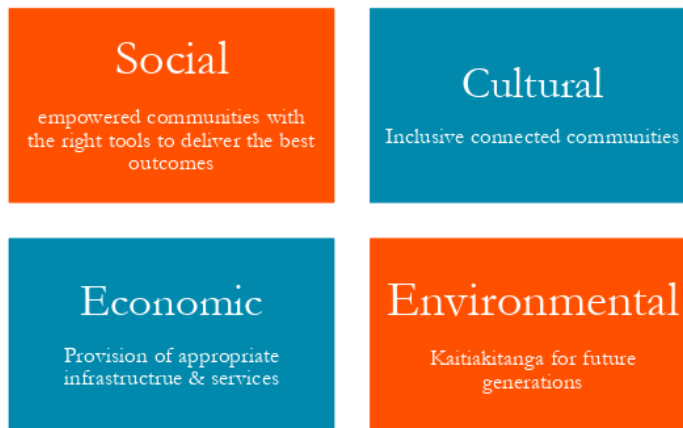 Social
empowered communities with
the right tools to deliver the best
outcomes
Cultural
Inclusive connected communities
Economic
Provision of appropriate
infrastructrue & services
Environmental
Kaitiakitanga for future
generations